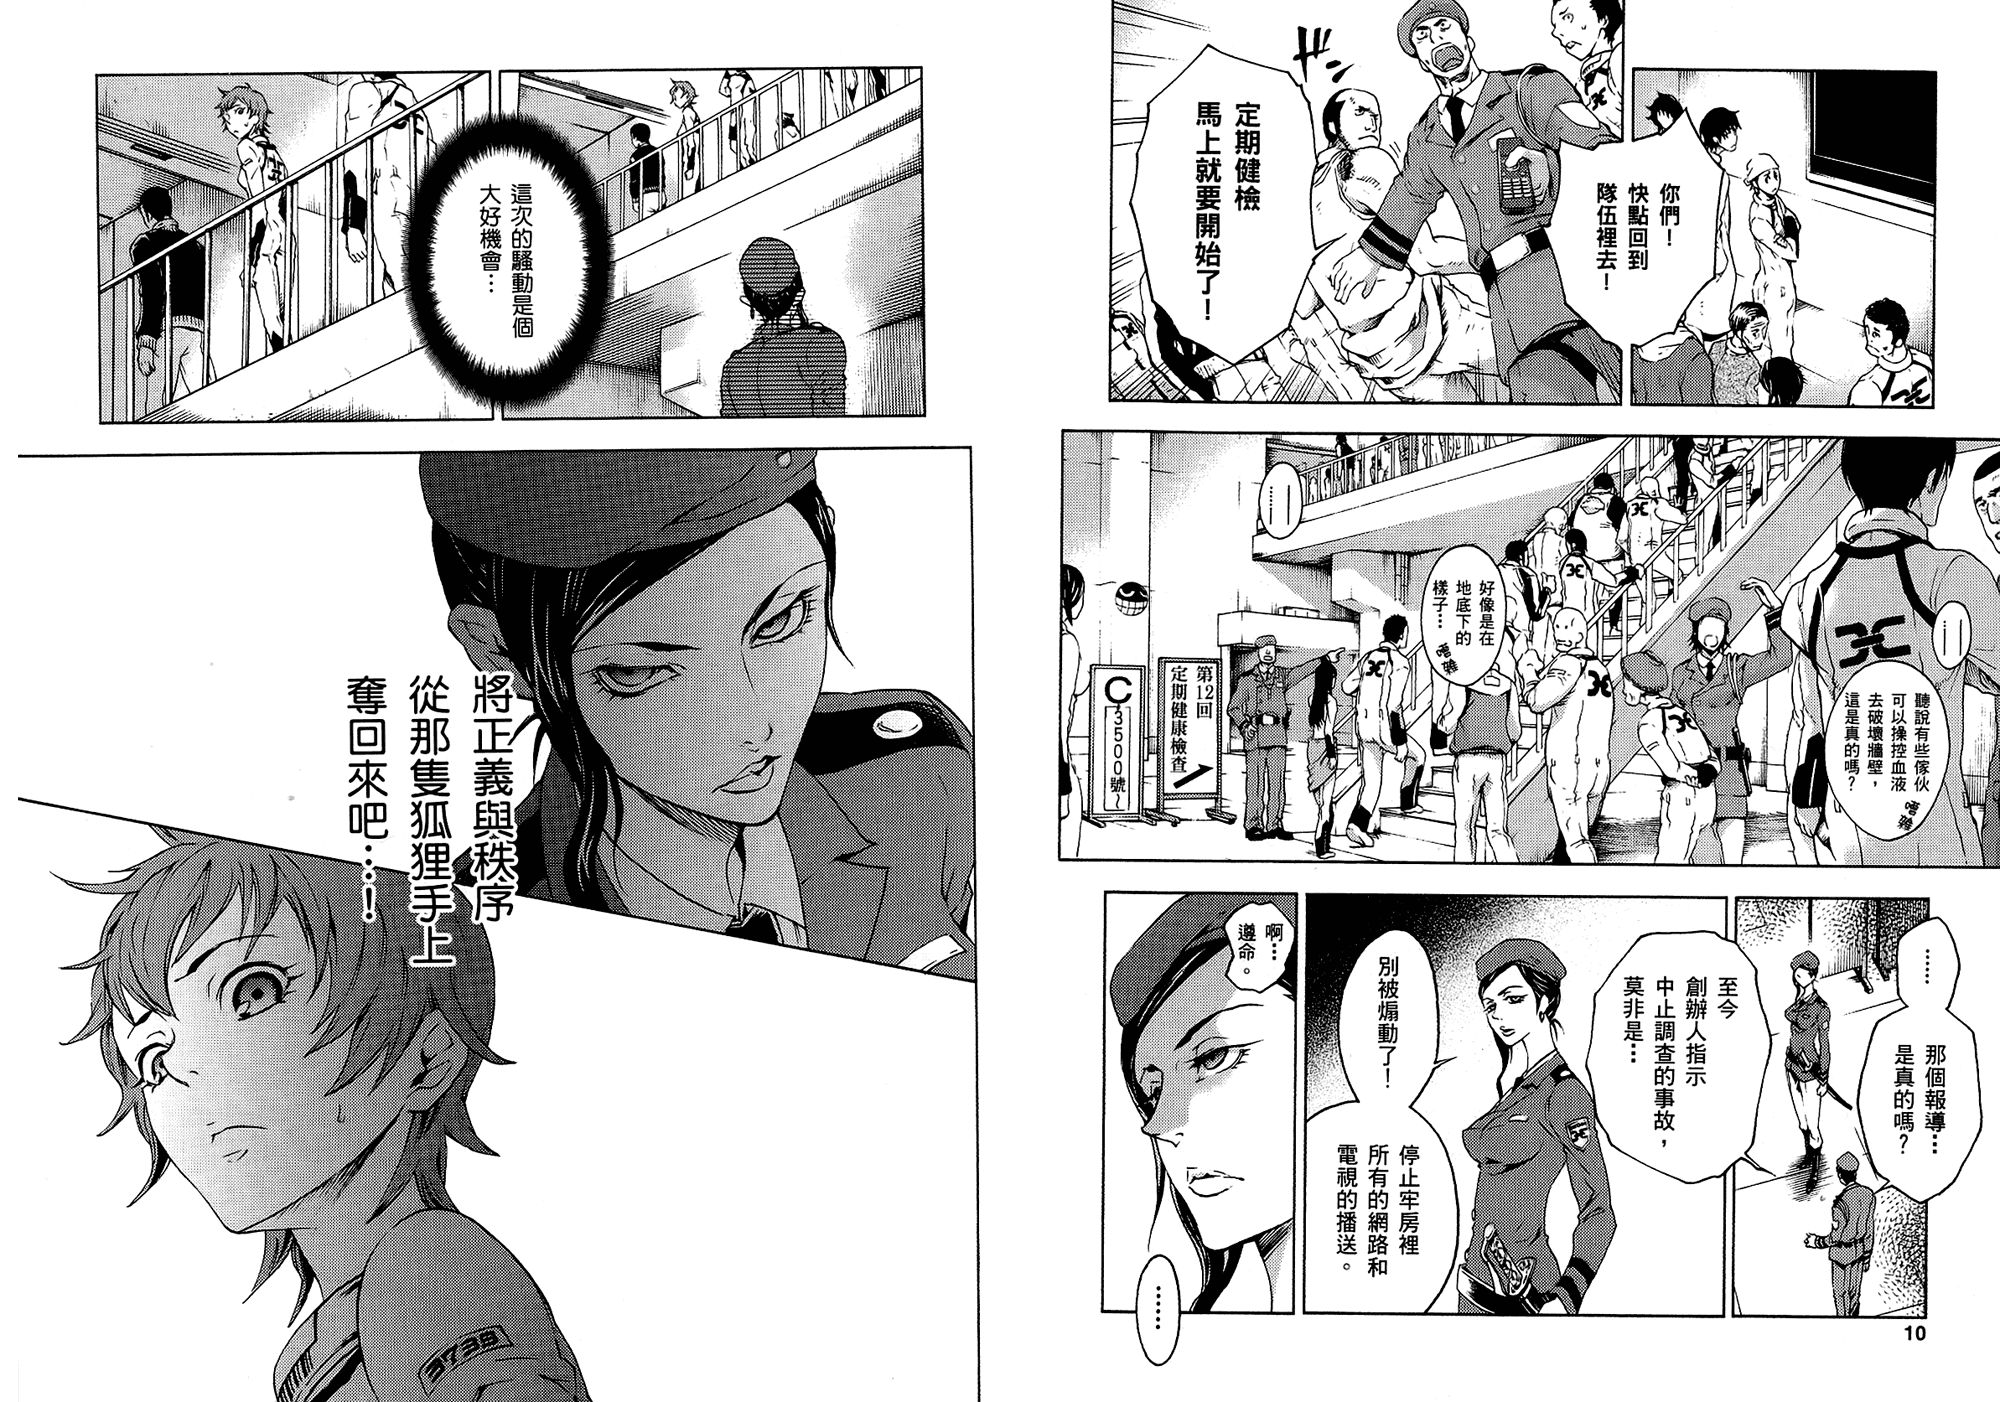 你們！
快點回到
隊伍裡去！
定期健檢
馬上就要開始了！
…
聽說有些傢伙
可以操控血液
去破壞牆壁，
這是真的嗎？
嘈雜
好像是在
地底下的
樣子…
嘈雜
……
第12回
定期健康檢查
C
3500號～
……
那個報導…
是真的嗎？
至今
創辦人指示
中止調查的事故，
莫非是…
別被煽動了！
停止牢房裡
所有的網路和
電視的播送。
啊…
遵命。
……
10
這次的騷動是個
大好機會…
將正義與秩序
從那隻狐狸手上
奪回來吧…！
3739